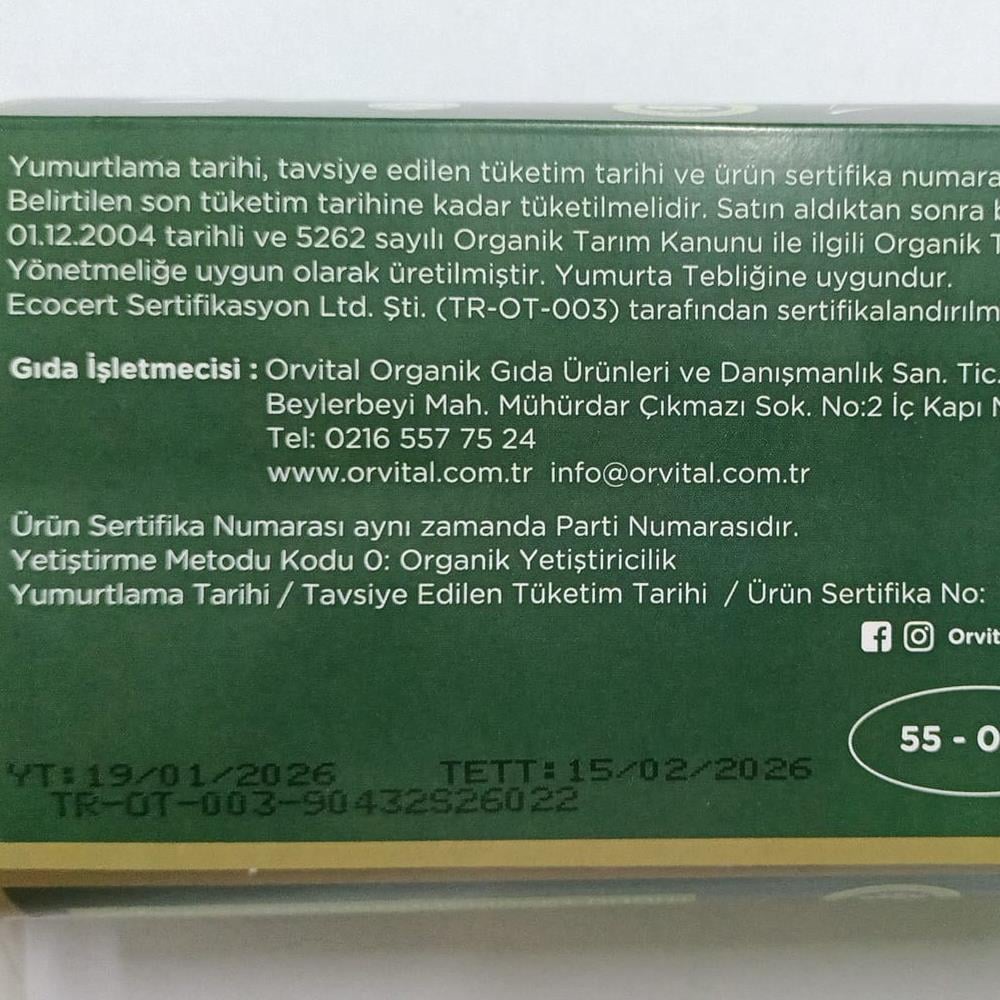 Yumurtlama tarihi, tavsiye edilen tüketim tarihi ve ürün sertifika numara
Belirtilen son tüketim tarihine kadar tüketilmelidir. Satın aldıktan sonra
01.12.2004 tarihli ve 5262 sayılı Organik Tarım Kanunu ile ilgili Organik
Yönetmeliğe uygun olarak üretilmiştir. Yumurta Tebliğine uygundur.
Ecocert Sertifikasyon Ltd. Şti. (TR-OT-003) tarafından sertifikalandırılm
Gıda İşletmecisi : Orvital Organik Gıda Ürünleri ve Danışmanlık San. Tic.
Beylerbeyi Mah. Mühürdar Çıkmazı Sok. No:2 İç Kapı
Tel: 0216 557 75 24
www.orvital.com.tr info@orvital.com.tr
Ürün Sertifika Numarası aynı zamanda Parti Numarasıdır.
Yetiştirme Metodu Kodu 0: Organik Yetiştiricilik
Yumurtlama Tarihi / Tavsiye Edilen Tüketim Tarihi / Ürün Sertifika No:
Orvit
55 - 0
YT:19/01/2026 TETT:15/02/2026
TR-OT-003-90432S26022